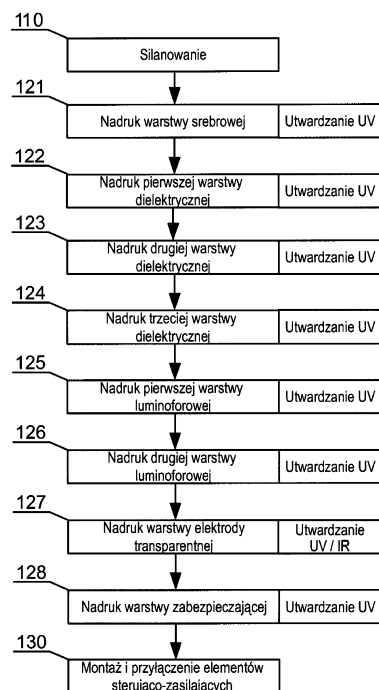 110
Silanowanie
121
Nadruk warstwy srebrowej Utwardzanie UV
122
Nadruk pierwszej warstwy
dielektrycznej Utwardzanie UV
123
Nadruk drugiej warstwy
dielektrycznej Utwardzanie UV
124
Nadruk trzeciej warstwy
dielektrycznej Utwardzanie UV
125
Nadruk pierwszej warstwy
luminoforowej Utwardzanie UV
126
Nadruk drugiej warstwy
luminoforowej Utwardzanie UV
127
Nadruk warstwy elektrody
transparentnej
Utwardzanie
UV / IR
128
Nadruk warstwy zabezpieczającej Utwardzanie UV
130
Montaż i przyłączenie elementów
sterująco-zasilających